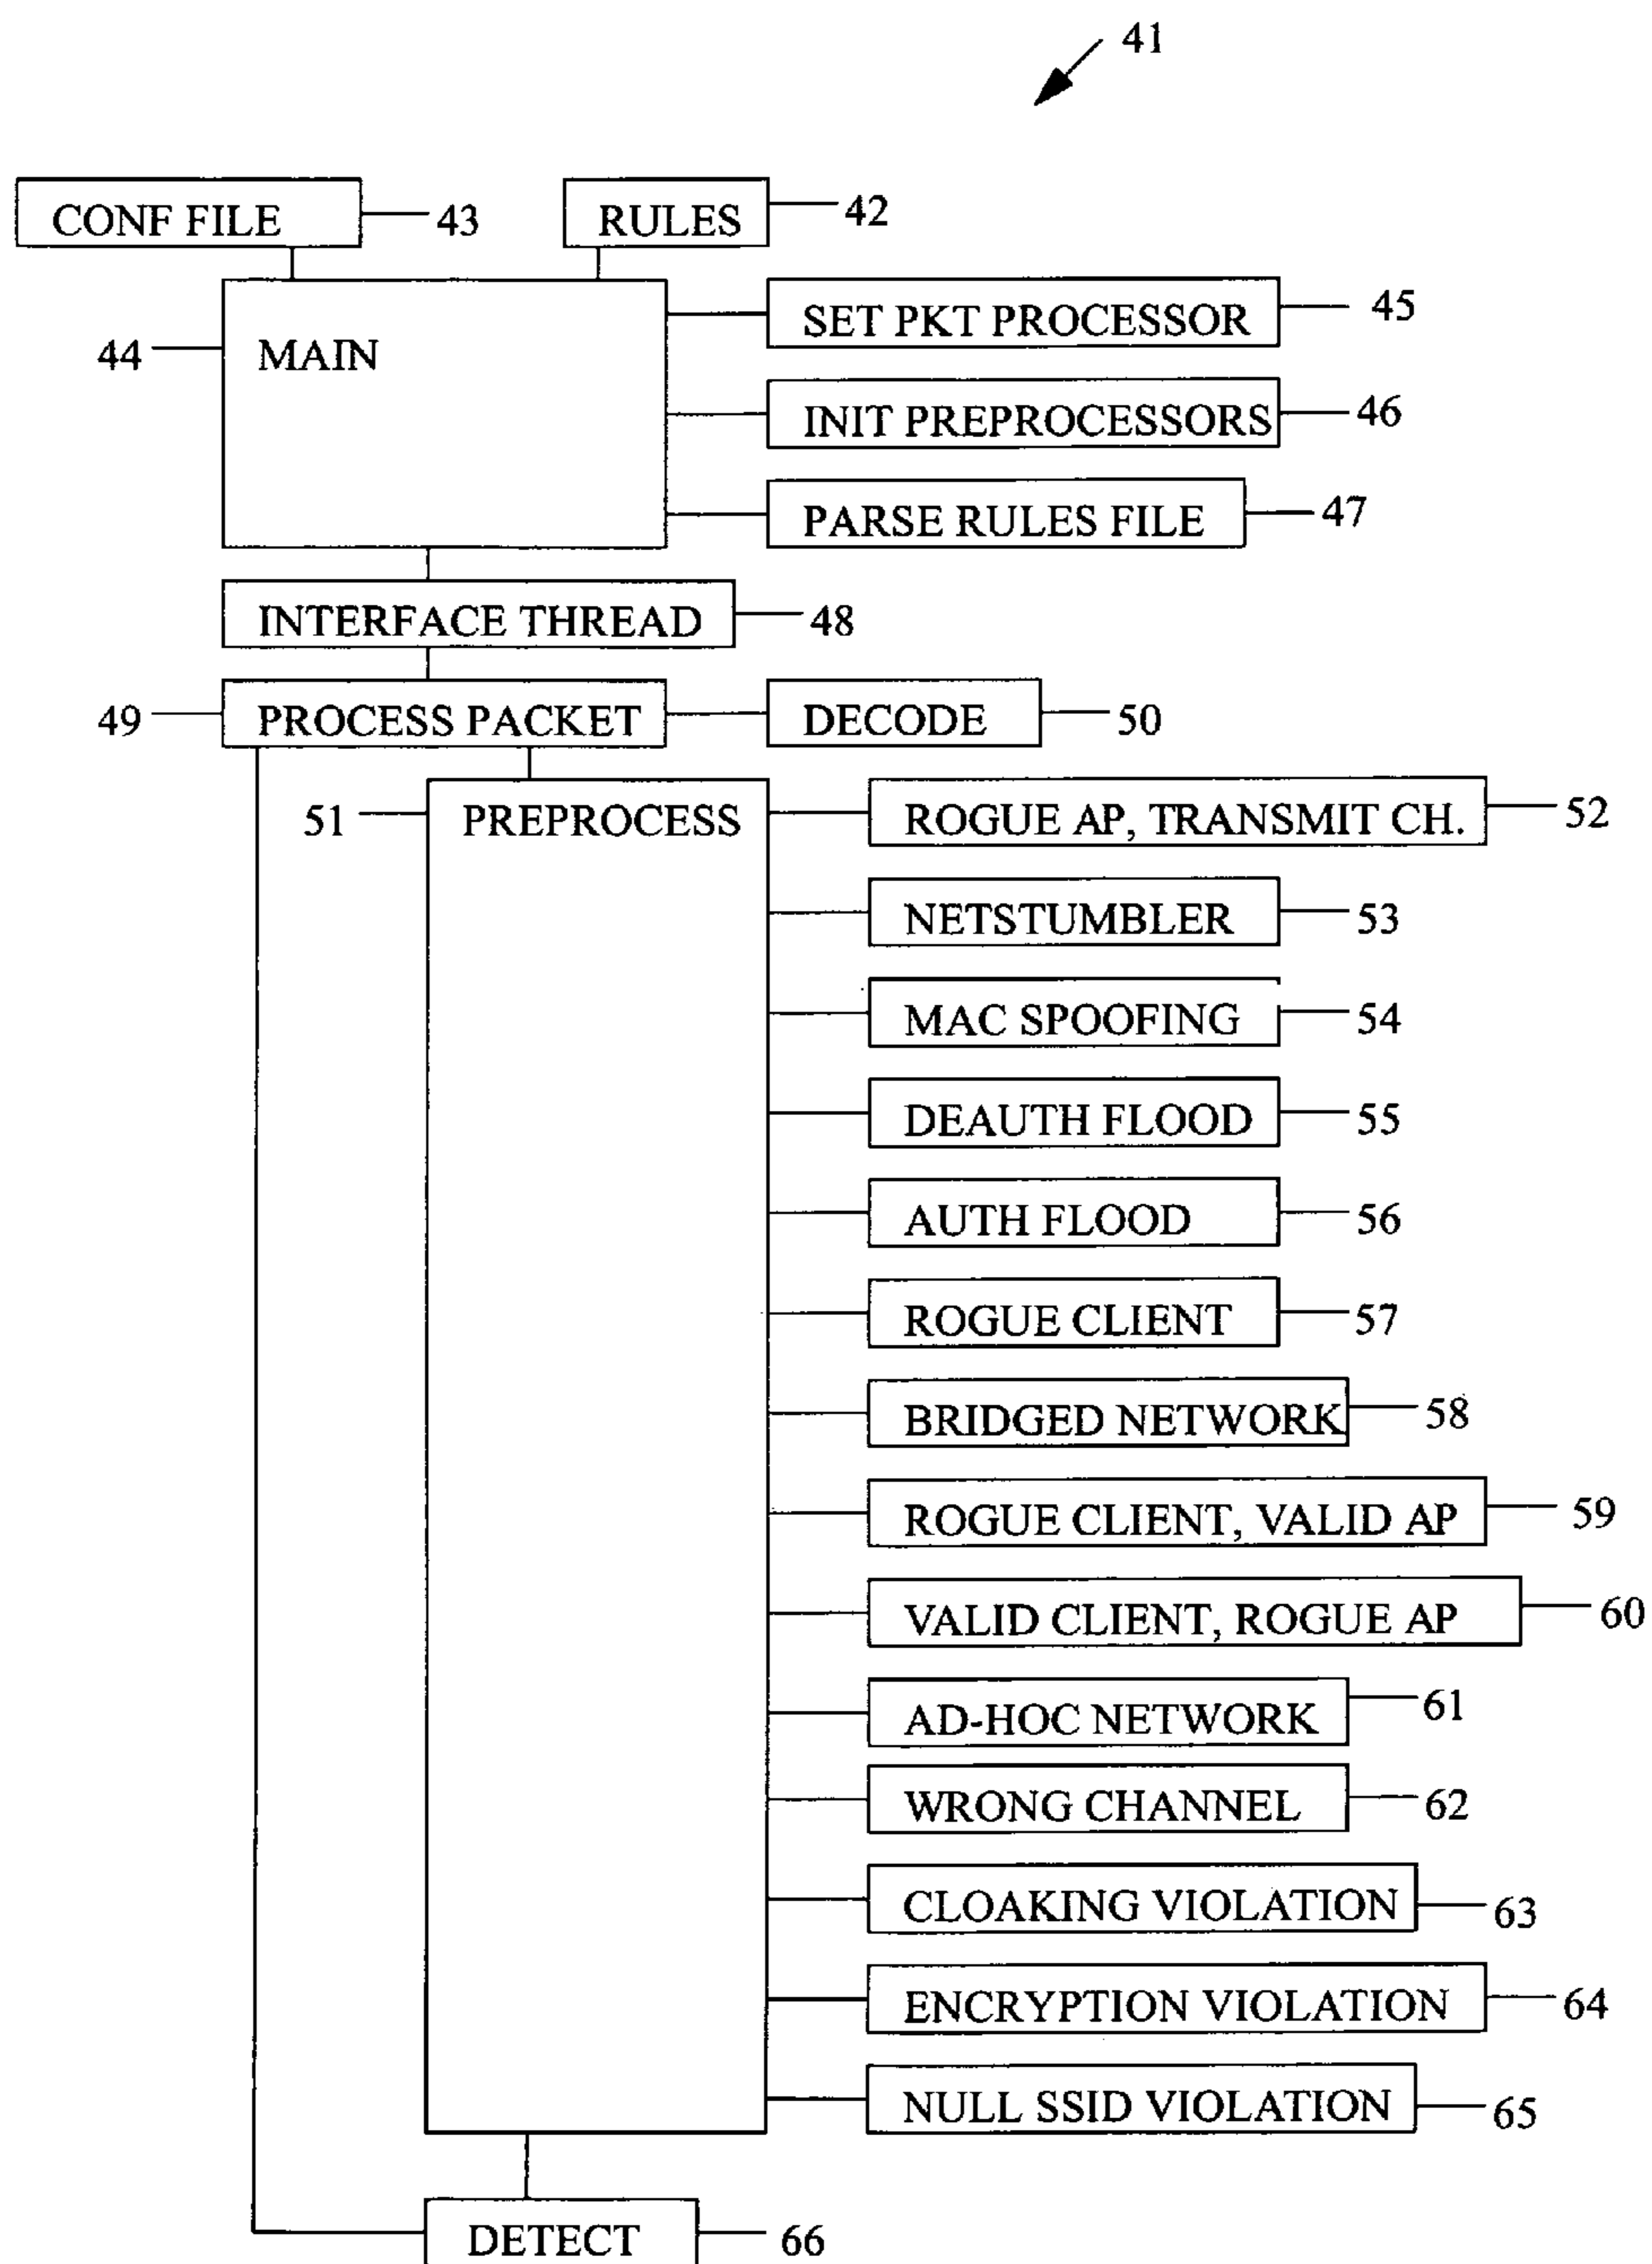 41
CONF FILE 43
RULES 42
44 MAIN
SET PKT PROCESSOR 45
INIT PREPROCESSORS 46
PARSE RULES FILE 47
INTERFACE THREAD 48
49 PROCESS PACKET
DECODE 50
51 PREPROCESS
ROGUE AP, TRANSMIT CH. 52
NETSTUMBLER 53
MAC SPOOFING 54
DEAUTH FLOOD 55
AUTH FLOOD 56
ROGUE CLIENT 57
BRIDGED NETWORK 58
ROGUE CLIENT, VALID AP 59
VALID CLIENT, ROGUE AP 60
AD-HOC NETWORK 61
WRONG CHANNEL 62
CLOAKING VIOLATION 63
ENCRYPTION VIOLATION 64
NULL SSID VIOLATION 65
DETECT 66